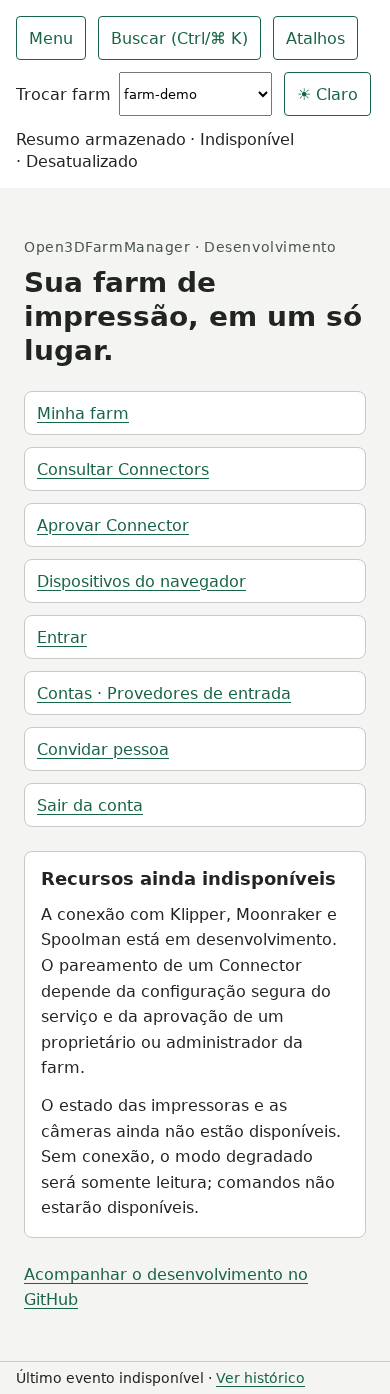 Menu
Buscar (Ctrl/⌘ K)
Atalhos
Trocar farm
farm-demo
☀ Claro
Resumo armazenado · Indisponível
· Desatualizado
Open3DFarmManager · Desenvolvimento
Sua farm de
impressão, em um só
lugar.
Minha farm
Consultar Connectors
Aprovar Connector
Dispositivos do navegador
Entrar
Contas · Provedores de entrada
Convidar pessoa
Sair da conta
Recursos ainda indisponíveis
A conexão com Klipper, Moonraker e
Spoolman está em desenvolvimento.
O pareamento de um Connector
depende da configuração segura do
serviço e da aprovação de um
proprietário ou administrador da
farm.
O estado das impressoras e as
câmeras ainda não estão disponíveis.
Sem conexão, o modo degradado
será somente leitura; comandos não
estarão disponíveis.
Acompanhar o desenvolvimento no
GitHub
Último evento indisponível · Ver histórico